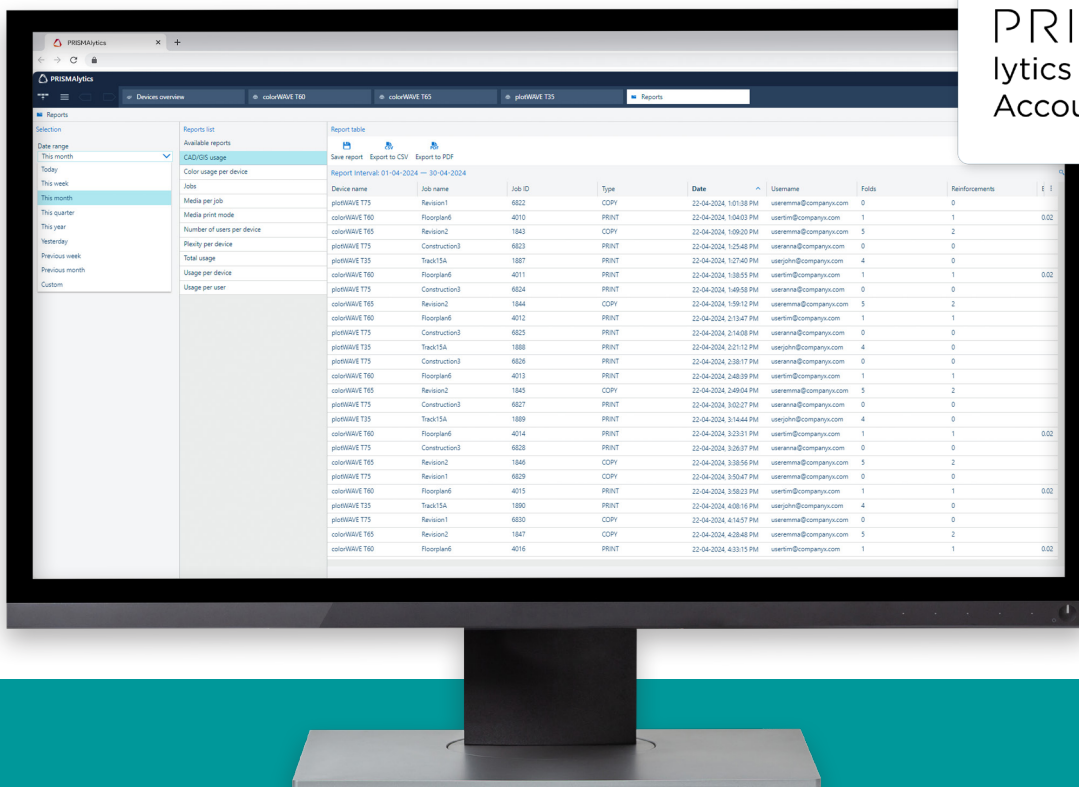 PRI
lytics
Accou
PRISMAlytics × +
PRISMAlytics
Devices overview colorWAVE T60 colorWAVE T65 plotWAVE T35 Reports
Reports
Selection Reports list Report table
Date range Available reports
This month CAD/GIS usage Save report Export to CSV Export to PDF
Today Color usage per device Report interval: 01-04-2024 — 30-04-2024
This week Jobs
This month Media per job
This quarter Media print mode
This year Number of users per device
Yesterday Plexity per device
Previous week Total usage
Previous month Usage per device
Custom Usage per user
Device name Job name Job ID Type Date Username Folds Reinforcements E
plotWAVE T75 Revision1 6822 COPY 22-04-2024, 1:01:38 PM useremma@companyx.com 0 0
colorWAVE T60 Floorplan6 4010 PRINT 22-04-2024, 1:04:03 PM usertim@companyx.com 1 1 0.02
colorWAVE T65 Revision2 1843 COPY 22-04-2024, 1:09:20 PM useremma@companyx.com 5 2
plotWAVE T75 Construction3 6823 PRINT 22-04-2024, 1:25:48 PM useranna@companyx.com 0 0
plotWAVE T35 Track15A 1887 PRINT 22-04-2024, 1:27:40 PM userjohn@companyx.com 4 0
colorWAVE T60 Floorplan6 4011 PRINT 22-04-2024, 1:38:55 PM usertim@companyx.com 1 1 0.02
plotWAVE T75 Construction3 6824 PRINT 22-04-2024, 1:49:58 PM useranna@companyx.com 0 0
colorWAVE T65 Revision2 1844 COPY 22-04-2024, 1:59:12 PM useremma@companyx.com 5 2
colorWAVE T60 Floorplan6 4012 PRINT 22-04-2024, 2:13:47 PM usertim@companyx.com 1 1
plotWAVE T75 Construction3 6825 PRINT 22-04-2024, 2:14:08 PM useranna@companyx.com 0 0
plotWAVE T35 Track15A 1888 PRINT 22-04-2024, 2:21:12 PM userjohn@companyx.com 4 0
plotWAVE T75 Construction3 6826 PRINT 22-04-2024, 2:38:17 PM useranna@companyx.com 0 0
colorWAVE T60 Floorplan6 4013 PRINT 22-04-2024, 2:48:39 PM usertim@companyx.com 1 1
colorWAVE T65 Revision2 1845 COPY 22-04-2024, 2:49:04 PM useremma@companyx.com 5 2
plotWAVE T75 Construction3 6827 PRINT 22-04-2024, 3:02:27 PM useranna@companyx.com 0 0
plotWAVE T35 Track15A 1889 PRINT 22-04-2024, 3:14:44 PM userjohn@companyx.com 4 0
colorWAVE T60 Floorplan6 4014 PRINT 22-04-2024, 3:23:31 PM usertim@companyx.com 1 1 0.02
plotWAVE T75 Construction3 6828 PRINT 22-04-2024, 3:26:37 PM useranna@companyx.com 0 0
colorWAVE T65 Revision2 1846 COPY 22-04-2024, 3:38:56 PM useremma@companyx.com 5 2
plotWAVE T75 Revision1 6829 COPY 22-04-2024, 3:50:47 PM useremma@companyx.com 0 0
colorWAVE T60 Floorplan6 4015 PRINT 22-04-2024, 3:58:23 PM usertim@companyx.com 1 1 0.02
plotWAVE T35 Track15A 1890 PRINT 22-04-2024, 4:08:16 PM userjohn@companyx.com 4 0
plotWAVE T75 Revision1 6830 COPY 22-04-2024, 4:14:57 PM useremma@companyx.com 0 0
colorWAVE T65 Revision2 1847 COPY 22-04-2024, 4:28:48 PM useremma@companyx.com 5 2
colorWAVE T60 Floorplan6 4016 PRINT 22-04-2024, 4:33:15 PM usertim@companyx.com 1 1 0.02